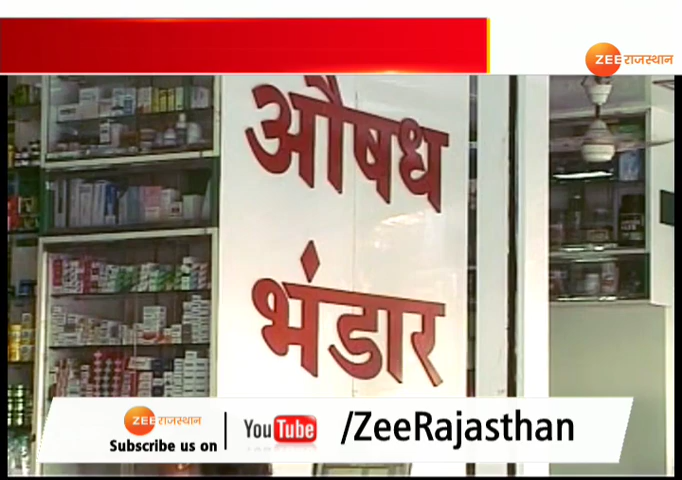 ZEE राजस्थान
औषध
भंडार
ZEE राजस्थान
Subscribe us on
YouTube
/ZeeRajasthan